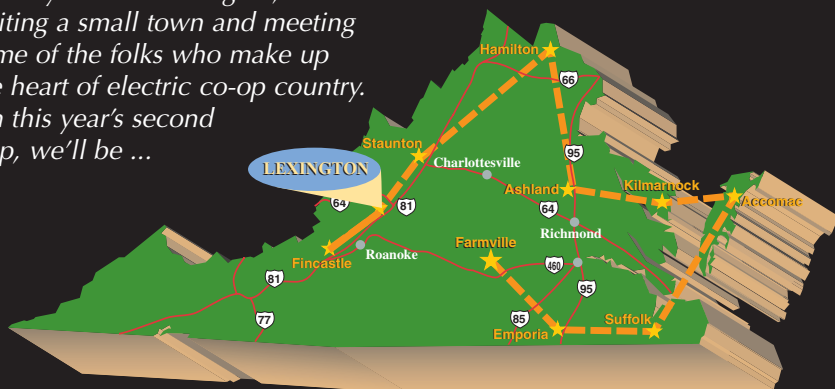 iting a small town and meeting
me of the folks who make up
e heart of electric co-op country.
n this year's second
p, we'll be ...
Hamilton
66
Staunton
95
Charlottesville
LEXINGTON
Ashland
Kilmarnock
Accomac
64
81
64
Richmond
Farmville
Roanoke
Fincastle
460
81
95
77
85
Suffolk
Emporia